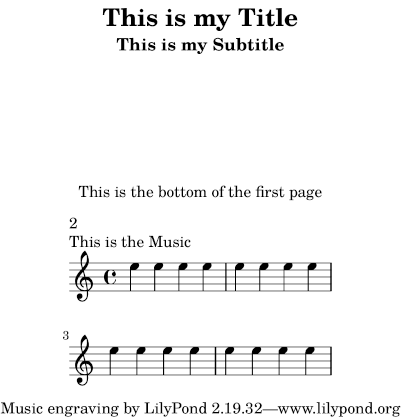 This is my Title
This is my Subtitle
This is the bottom of the first page
2
This is the Music
3
Music engraving by LilyPond 2.19.32—www.lilypond.org